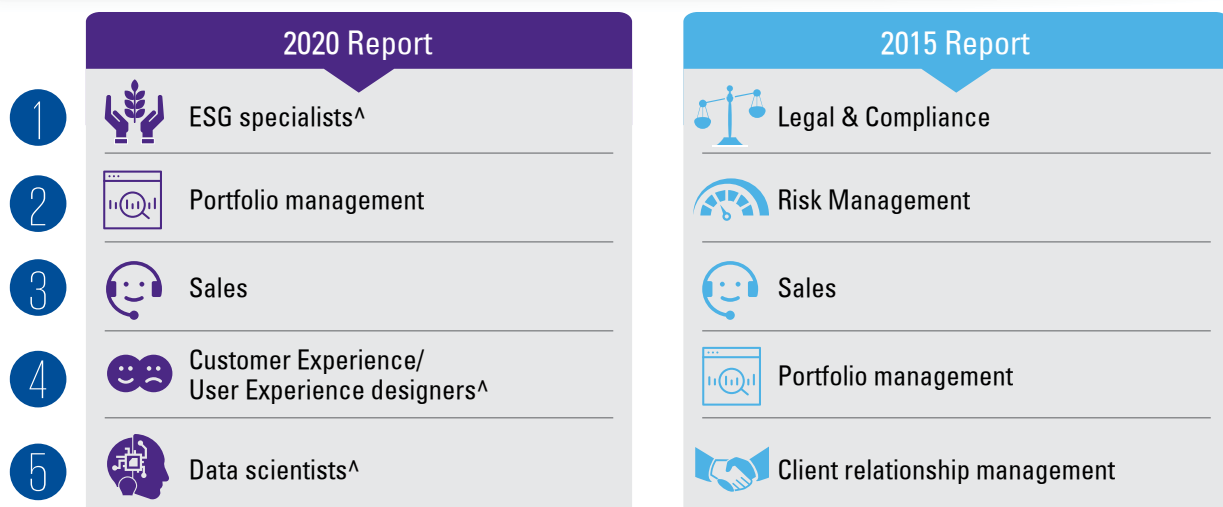 2020 Report
1
ESG specialists^
2
Portfolio management
3
Sales
4
Customer Experience/
User Experience designers^
5
Data scientists^
2015 Report
Legal & Compliance
Risk Management
Sales
Portfolio management
Client relationship management